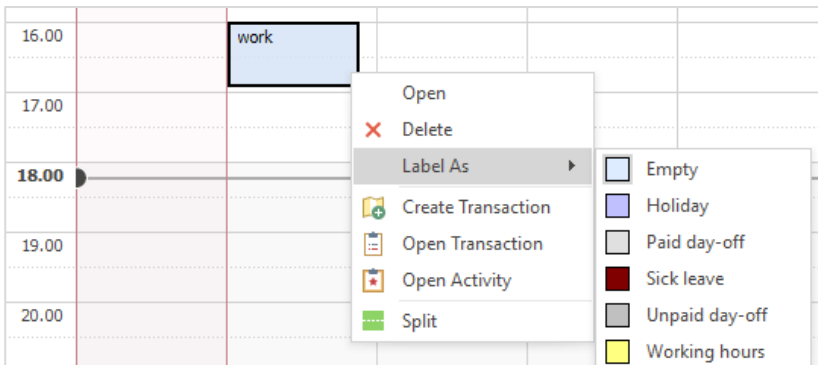 16.00
work
17.00
18.00
19.00
20.00
Open
Delete
Label As
Create Transaction
Open Transaction
Open Activity
Split
Empty
Holiday
Paid day-off
Sick leave
Unpaid day-off
Working hours